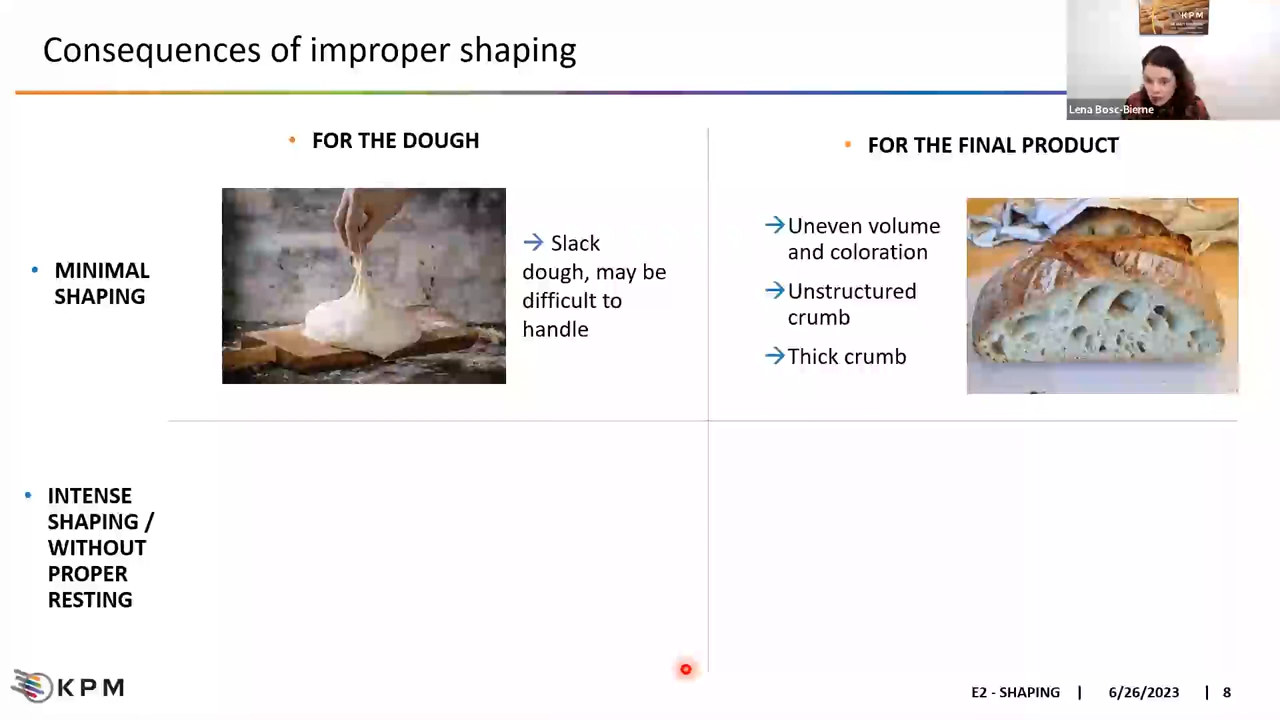 Consequences of improper shaping
KPM
Lena Bosc-Bierne
• FOR THE DOUGH
• FOR THE FINAL PRODUCT
• MINIMAL
SHAPING
→ Slack
dough, may be
difficult to
handle
→Uneven volume
and coloration
→Unstructured
crumb
→Thick crumb
• INTENSE
SHAPING /
WITHOUT
PROPER
RESTING
KPM
E2 - SHAPING | 6/26/2023 | 8